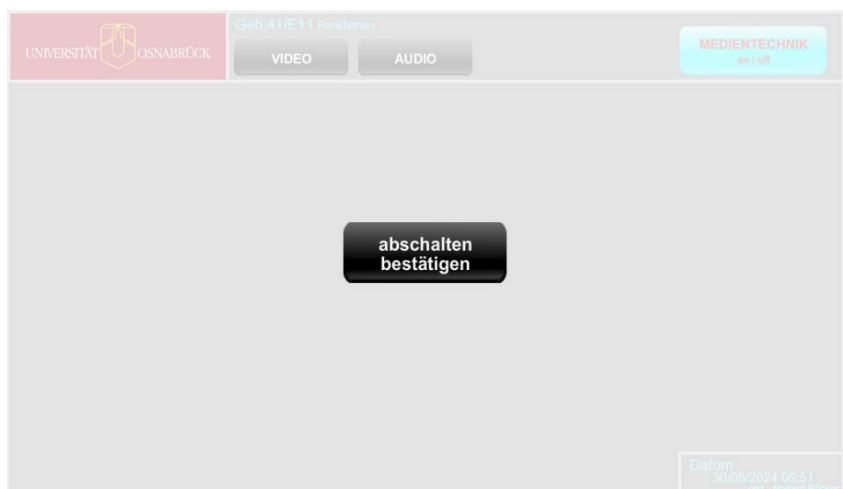 Geb.41/E11 Funktionen
UNIVERSITÄT OSNABRÜCK
VIDEO
AUDIO
MEDIENTECHNIK
on / off
abschalten
bestätigen
Datum
30/05/2024 09:51